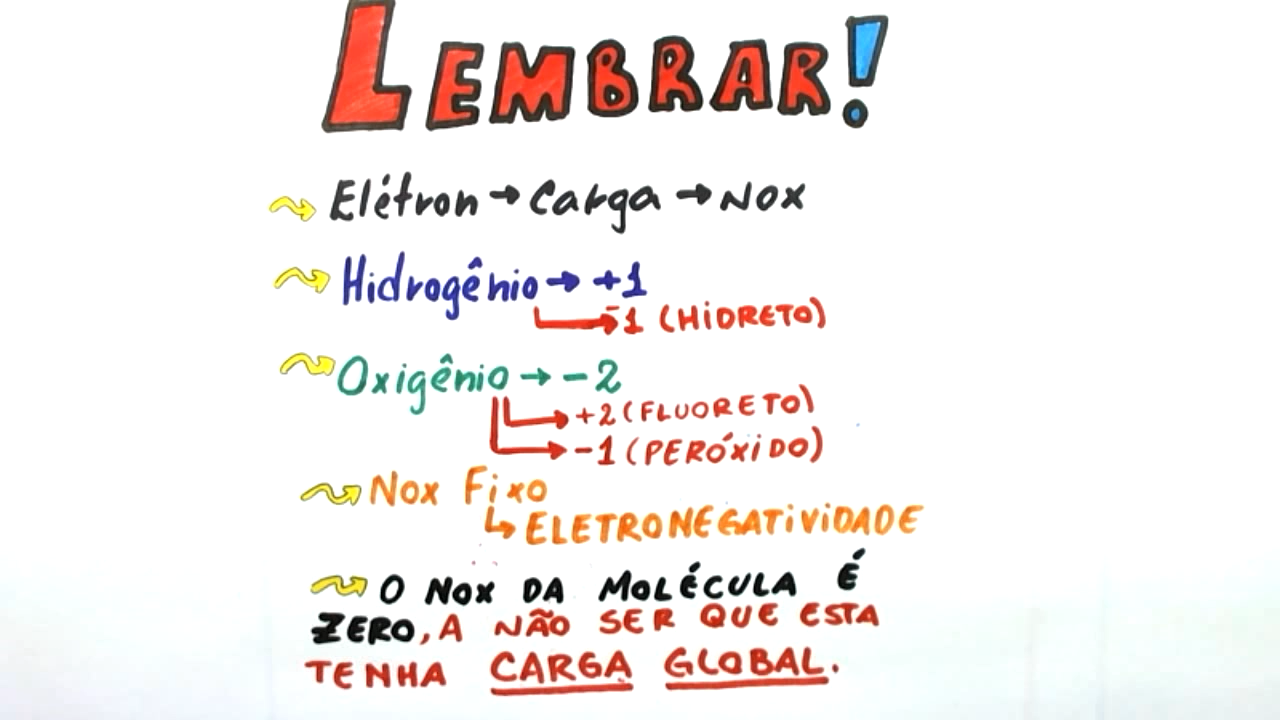 LEMBRAR!
Elétron → Carga → NOX
Hidrogênio → +1
-1 (HIDRETO)
Oxigênio → -2
+2 (FLUORETO)
-1 (PERÓXIDO)
Nox Fixo
ELETRONEGATIVIDADE
O NOX DA MOLÉCULA É
ZERO, A NÃO SER QUE ESTA
TENHA CARGA GLOBAL.